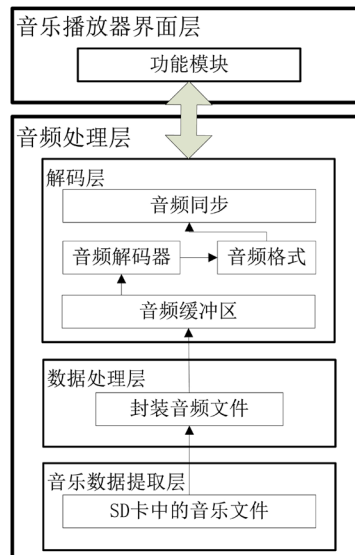 音乐播放器界面层
功能模块
音频处理层
解码层
音频同步
音频解码器
音频格式
音频缓冲区
数据处理层
封装音频文件
音乐数据提取层
SD卡中的音乐文件